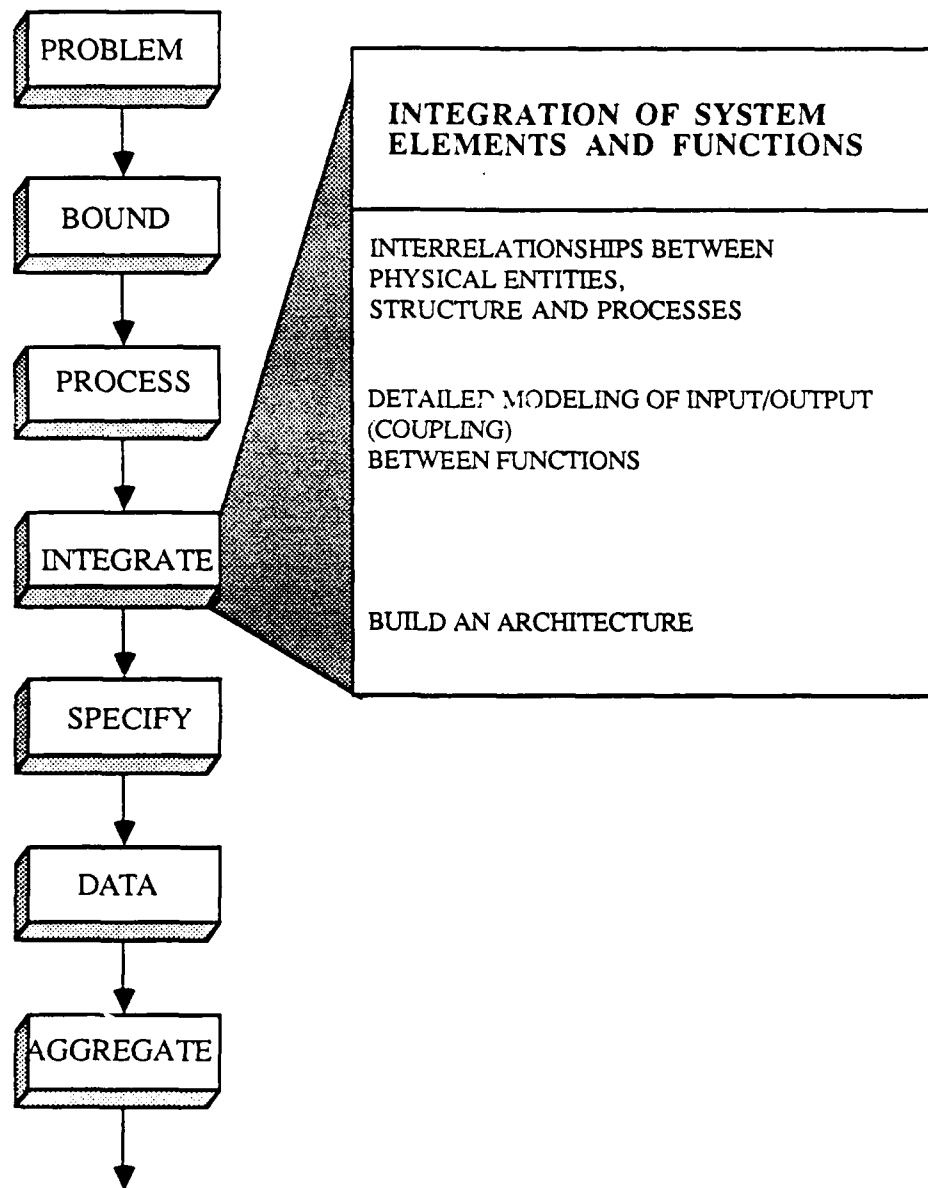 PROBLEM
BOUND
PROCESS
INTEGRATE
SPECIFY
DATA
AGGREGATE
INTEGRATION OF SYSTEM
ELEMENTS AND FUNCTIONS
INTERRELATIONSHIPS BETWEEN
PHYSICAL ENTITIES,
STRUCTURE AND PROCESSES
DETAILED MODELING OF INPUT/OUTPUT
(COUPLING)
BETWEEN FUNCTIONS
BUILD AN ARCHITECTURE